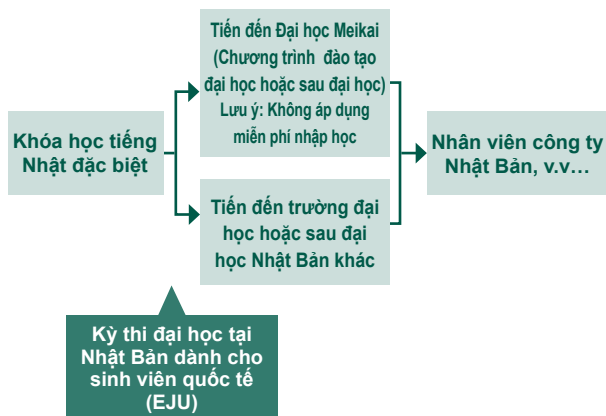 Khóa học tiếng
Nhật đặc biệt
Tiến đến Đại học Meikai
(Chương trình đào tạo
đại học hoặc sau đại học)
Lưu ý: Không áp dụng
miễn phí nhập học
Tiến đến trường đại
học hoặc sau đại
học Nhật Bản khác
Nhân viên công ty
Nhật Bản, v.v...
Kỳ thi đại học tại
Nhật Bản dành cho
sinh viên quốc tế
(EJU)